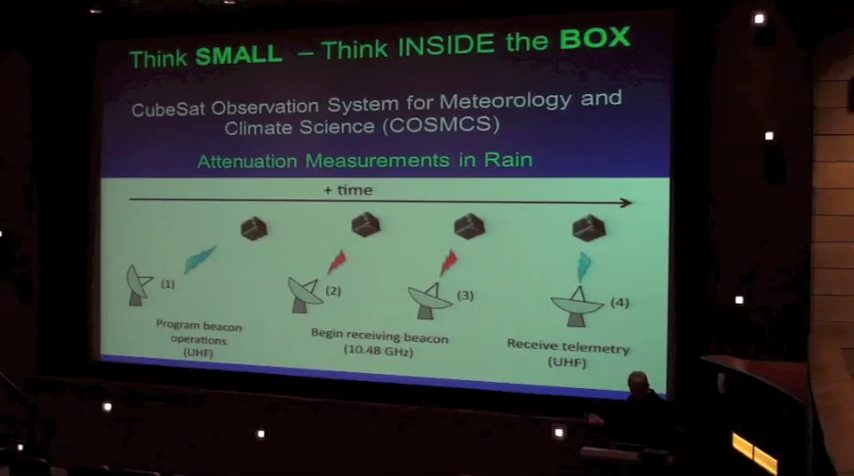 Think SMALL – Think INSIDE the BOX
CubeSat Observation System for Meteorology and
Climate Science (COSMCS)
Attenuation Measurements in Rain
+ time
(1)
(2)
(3)
(4)
Program beacon
operations
(UHF)
Begin receiving beacon
(10.48 GHz)
Receive telemetry
(UHF)